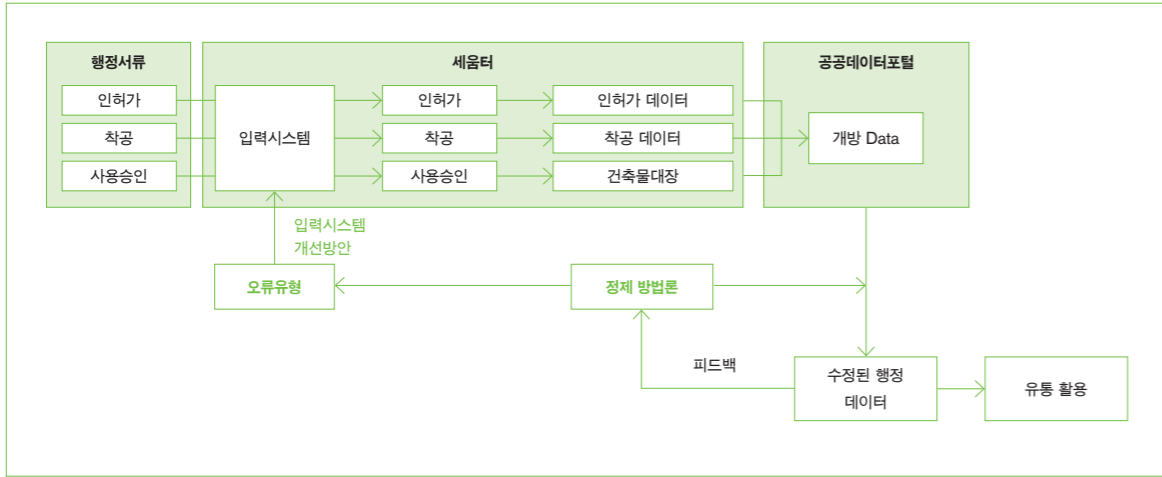 행정서류
세움터
공공데이터포털
인허가
인허가
인허가 데이터
착공
입력시스템
착공
착공 데이터
개방 Data
사용승인
사용승인
건축물대장
입력시스템
개선방안
오류유형
정제 방법론
피드백
수정된 행정
데이터
유통 활용